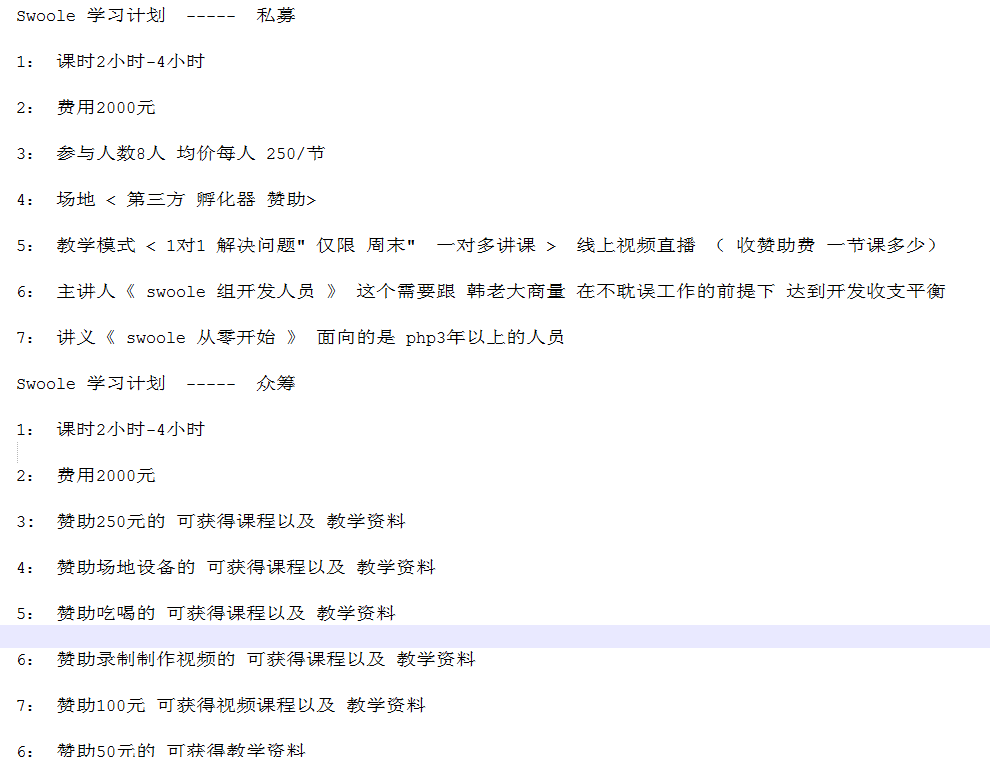 Swoole 学习计划  -----  私募
1:  课时2小时-4小时
2:  费用2000元
3:  参与人数8人 均价每人 250/节
4:  场地 < 第三方 孵化器 赞助>
5:  教学模式 < 1对1 解决问题" 仅限 周末"  一对多讲课 >  线上视频直播 （ 收赞助费 一节课多少）
6:  主讲人《 swoole 组开发人员 》 这个需要跟 韩老大商量 在不耽误工作的前提下 达到开发收支平衡
7:  讲义《 swoole 从零开始 》 面向的是 php3年以上的人员
Swoole 学习计划  -----  众筹
1:  课时2小时-4小时
2:  费用2000元
3:  赞助250元的 可获得课程以及 教学资料
4:  赞助场地设备的 可获得课程以及 教学资料
5:  赞助吃喝的 可获得课程以及 教学资料
6:  赞助录制制作视频的 可获得课程以及 教学资料
7:  赞助100元 可获得视频课程以及 教学资料
6:  赞助50元的 可获得教学资料